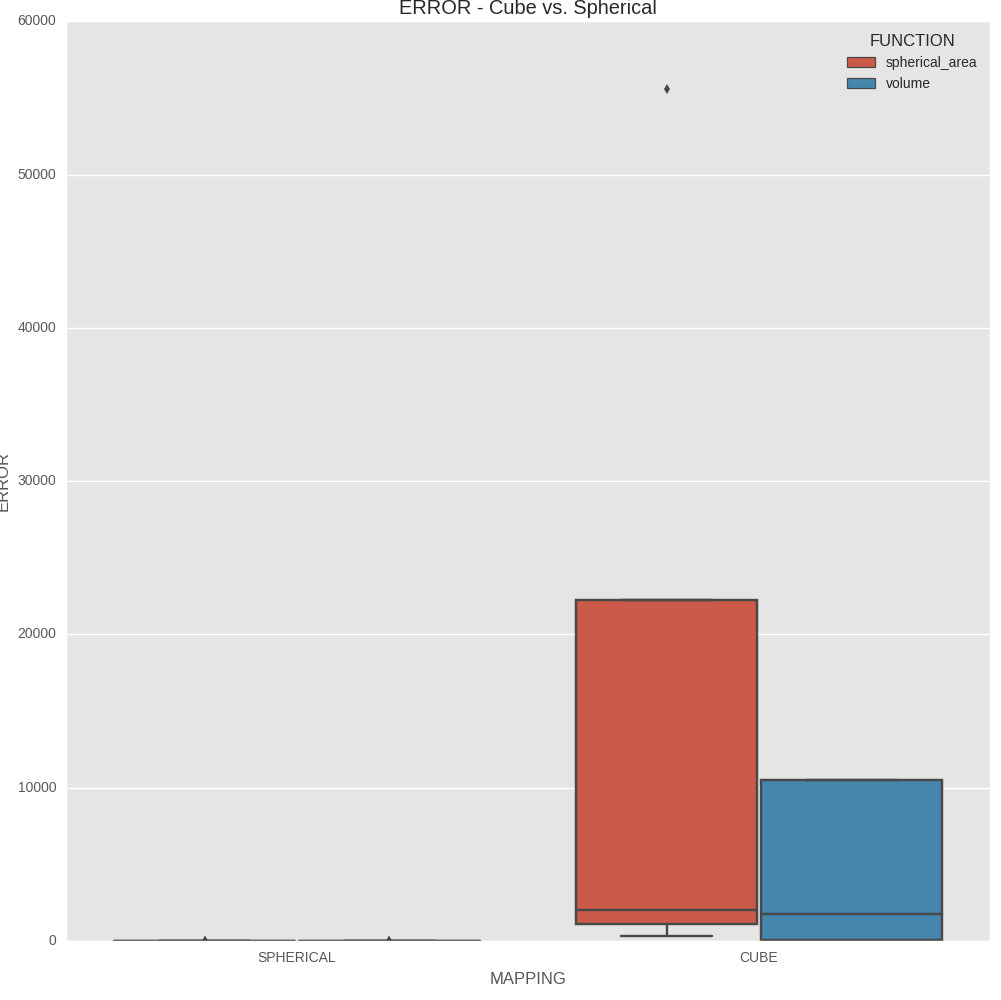 ERROR - Cube vs. Spherical
60000
50000
40000
30000
20000
10000
0
ERROR
FUNCTION
spherical_area
volume
SPHERICAL
CUBE
MAPPING